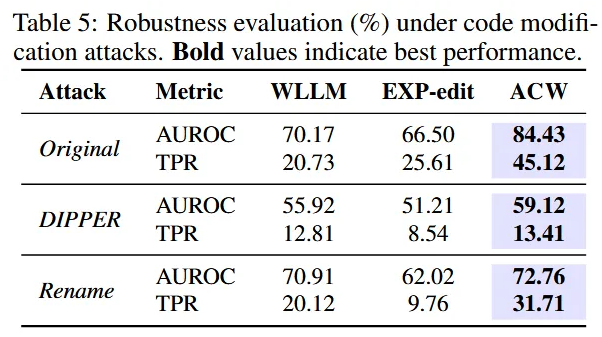 Table 5: Robustness evaluation (%) under code modifi-
cation attacks. Bold values indicate best performance.
Attack Metric WLLM EXP-edit ACW
Original AUROC 70.17 66.50 84.43
TPR 20.73 25.61 45.12
DIPPER AUROC 55.92 51.21 59.12
TPR 12.81 8.54 13.41
Rename AUROC 70.91 62.02 72.76
TPR 20.12 9.76 31.71